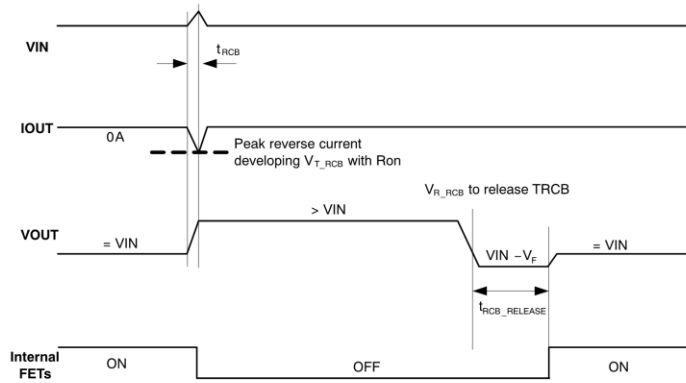 VIN
tRCB
IOUT
0A
Peak reverse current
developing VT_RCB with Ron
VR_RCB to release TRCB
> VIN
VOUT
= VIN
VIN −VF
= VIN
tRCB_RELEASE
Internal
FETs
ON
OFF
ON